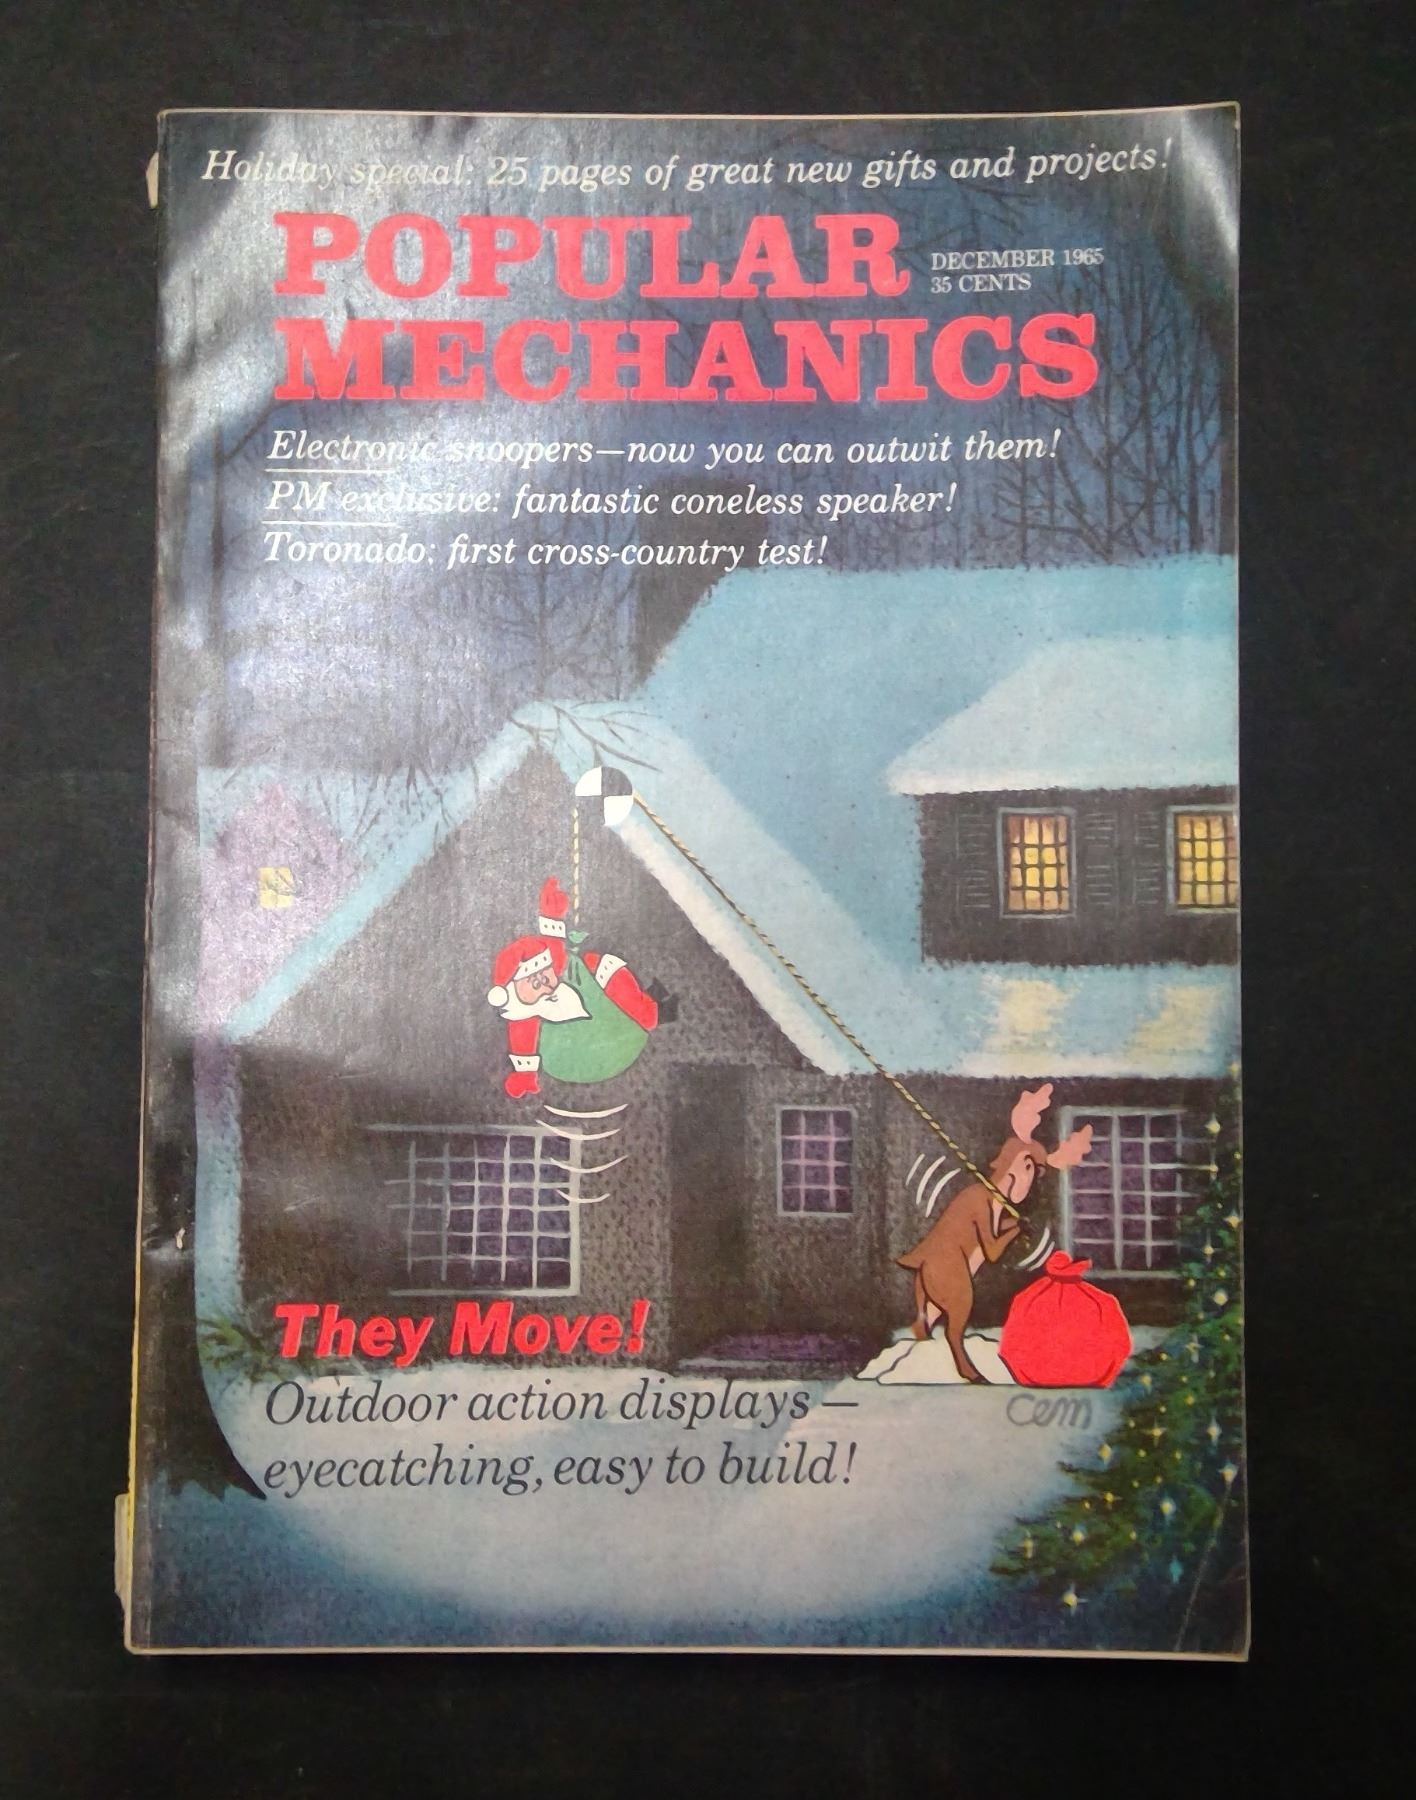 Holiday special: 25 pages of great new gifts and projects!
POPULAR
DECEMBER 1965
35 CENTS
MECHANICS
Electronic snoopers—now you can outwit them!
PM exclusive: fantastic coneless speaker!
Toronado: first cross-country test!
They Move!
Outdoor action displays—
eyecatching, easy to build!
Cem